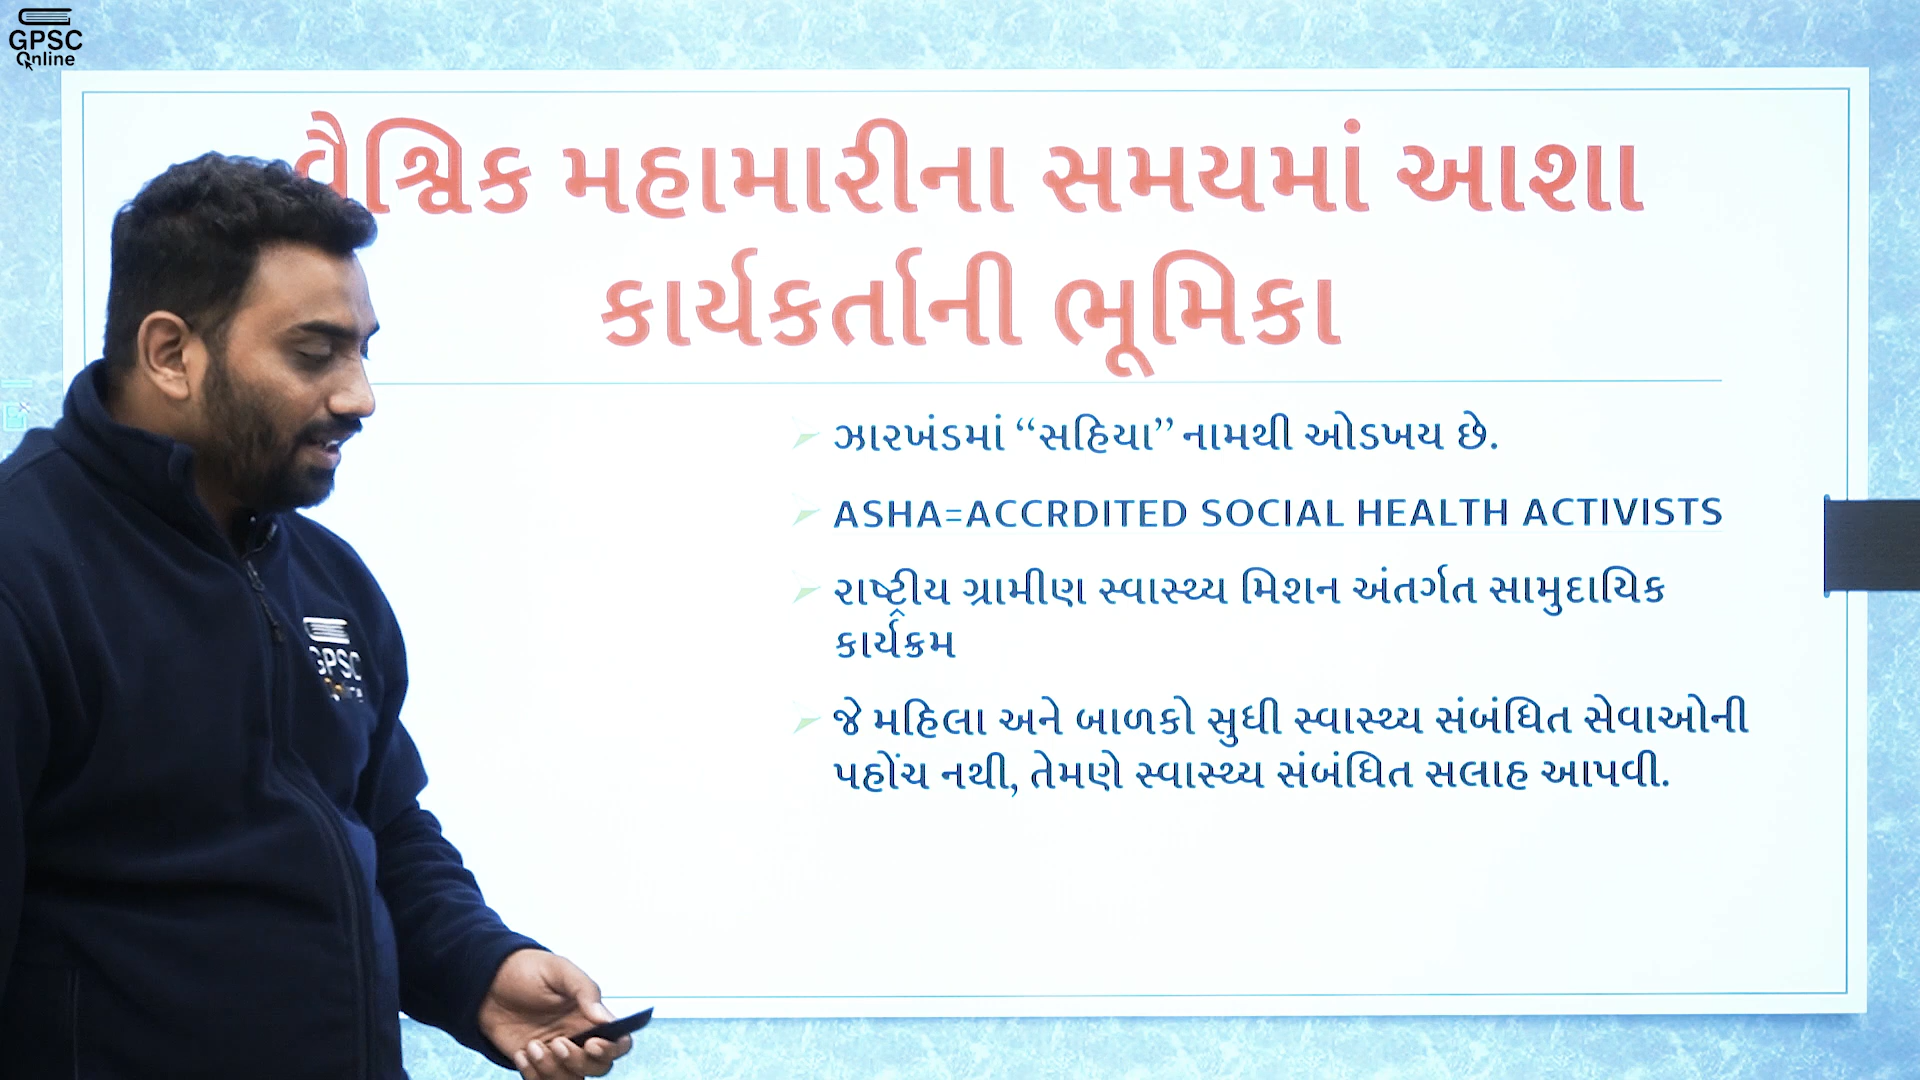 GPSC
Online
વૈશ્વિક મહામારીના સમયમાં આશા
કાર્યકર્તાની ભૂમિકા
ઝારખંડમાં “સહિયા” નામથી ઓડખય છે.
ASHA=ACCRDITED SOCIAL HEALTH ACTIVISTS
રાષ્ટ્રીય ગ્રામીણ સ્વાસ્થ્ય મિશન અંતર્ગત સામુદાયિક
કાર્યક્રમ
જે મહિલા અને બાળકો સુધી સ્વાસ્થ્ય સંબંધિત સેવાઓની
પહોંચ નથી, તેમણે સ્વાસ્થ્ય સંબંધિત સલાહ આપવી.
GPSC